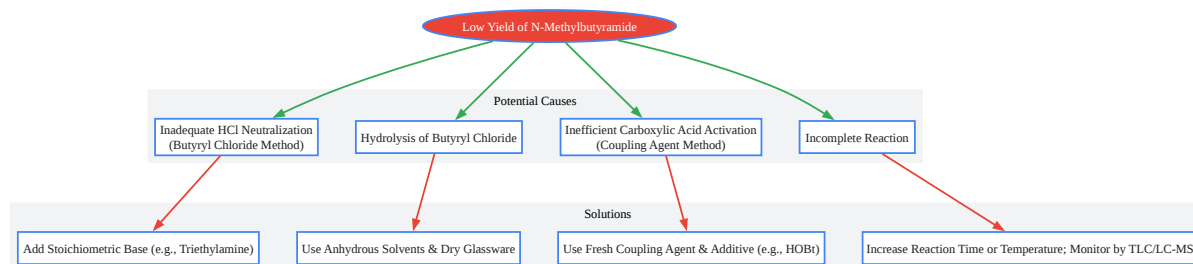 Low Yield of N-Methylbutyramide
Potential Causes
Inadequate HCl Neutralization
(Butyryl Chloride Method)
Hydrolysis of Butyryl Chloride
Inefficient Carboxylic Acid Activation
(Coupling Agent Method)
Incomplete Reaction
Solutions
Add Stoichiometric Base (e.g., Triethylamine)
Use Anhydrous Solvents & Dry Glassware
Use Fresh Coupling Agent & Additive (e.g., HOBt)
Increase Reaction Time or Temperature; Monitor by TLC/LC-MS